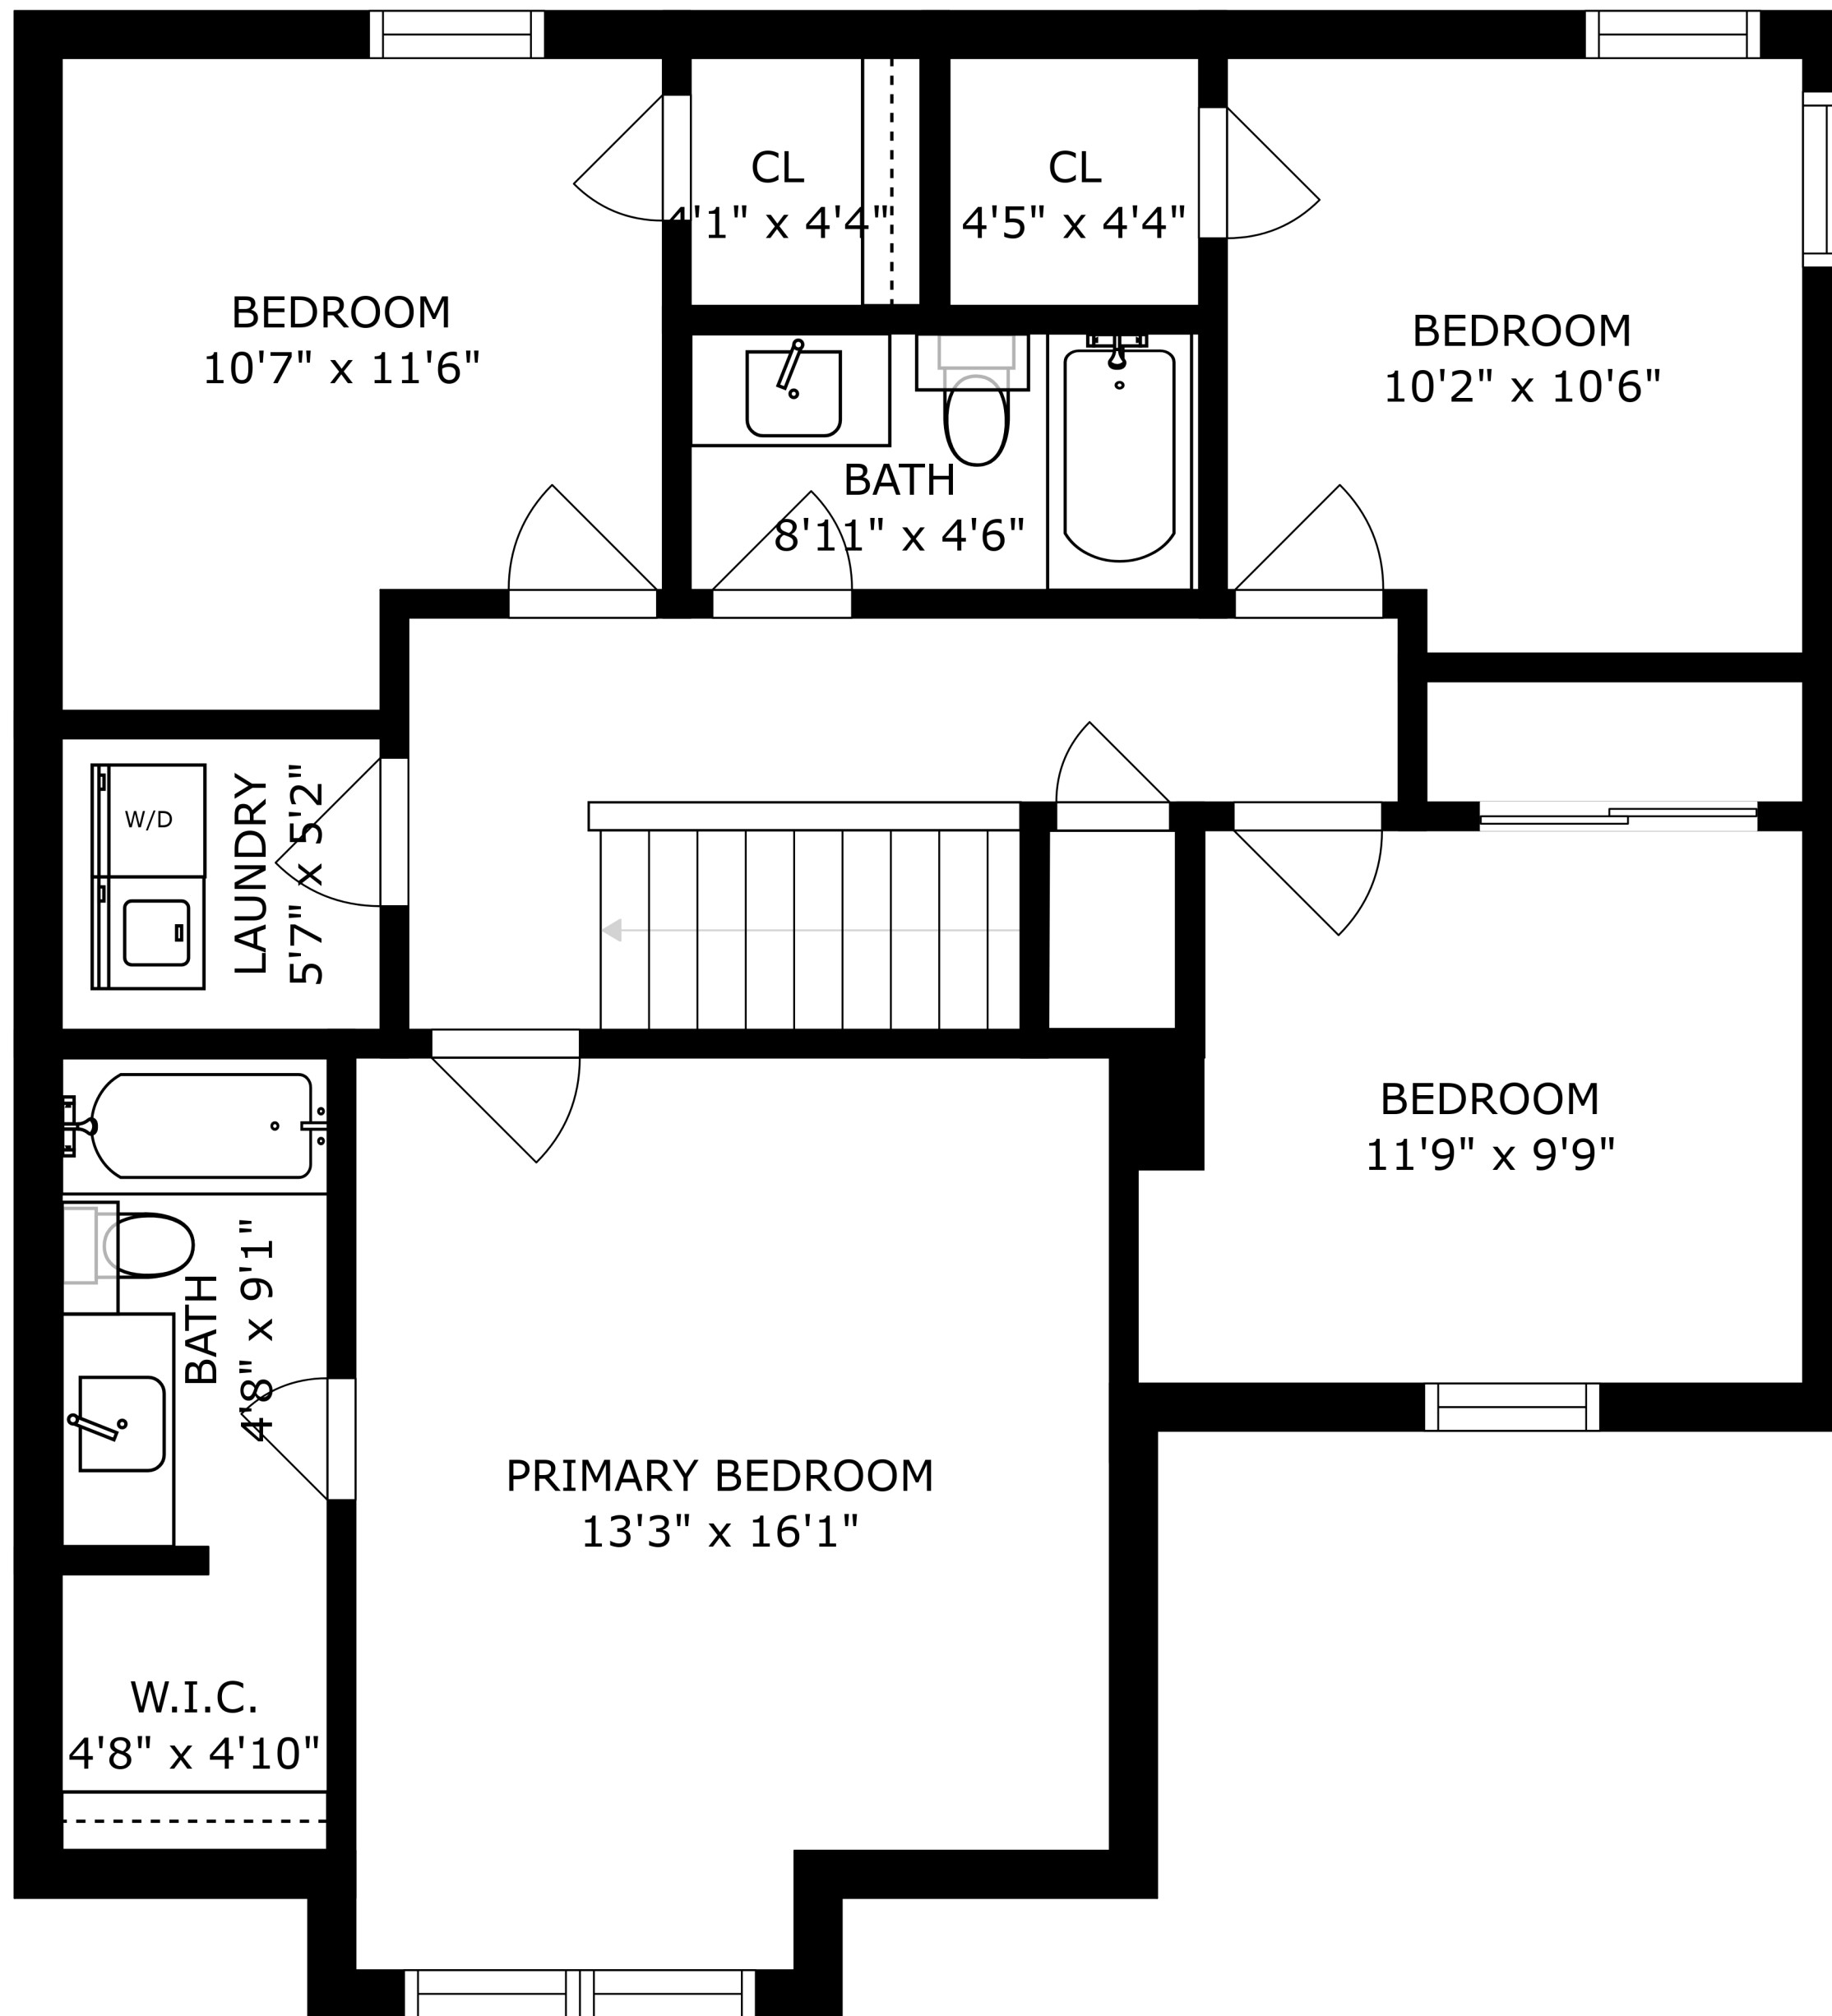 CL
4'1" x 4'4"
CL
4'5" x 4'4"
BEDROOM
10'7" x 11'6"
BEDROOM
10'2" x 10'6"
BATH
8'11" x 4'6"
W/D
LAUNDRY
5'7" x 5'2"
BEDROOM
11'9" x 9'9"
BATH
4'8" x 9'1"
PRIMARY BEDROOM
13'3" x 16'1"
W.I.C.
4'8" x 4'10"